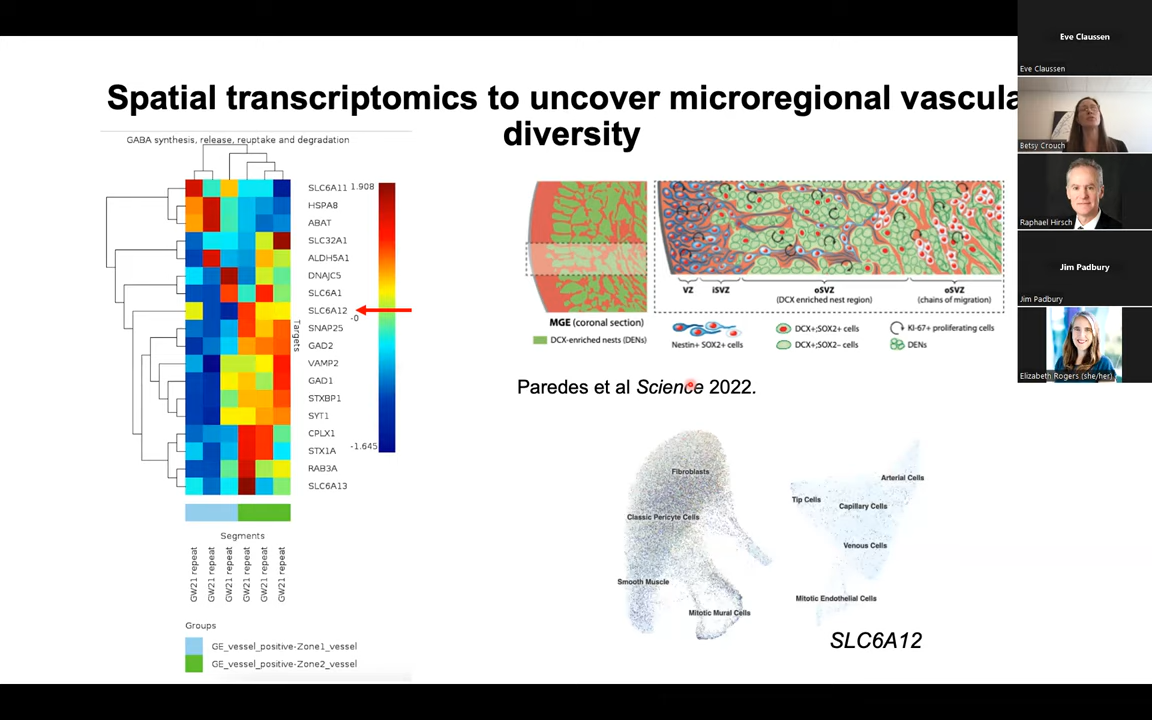 Spatial transcriptomics to uncover microregional vascula
diversity
GABA synthesis, release, reuptake and degradation
SLC6A11
HSPA8
ABAT
SLC32A1
ALDH5A1
DNAJC5
SLC6A1
SLC6A12
SNAP25
GAD2
VAMP2
GAD1
STXBP1
SYT1
CPLX1
STX1A
RAB3A
SLC6A13
1.908
-0
-1.645
Targets
Segments
GW21 repeat
GW21 repeat
GW21 repeat
GW21 repeat
GW21 repeat
GW21 repeat
Groups
GE_vessel_positive-Zone1_vessel
GE_vessel_positive-Zone2_vessel
VZ
iSVZ
oSVZ
(DCX enriched nest region)
oSVZ
(chains of migration)
MGE (coronal section)
DCX-enriched nests (DENs)
Nestin+ SOX2+ cells
DCX+;SOX2+ cells
DCX+;SOX2– cells
Ki-67+ proliferating cells
DENs
Paredes et al Science 2022.
Fibroblasts
Classic Pericyte Cells
Smooth Muscle
Mitotic Mural Cells
Arterial Cells
Tip Cells
Capillary Cells
Venous Cells
Mitotic Endothelial Cells
SLC6A12
Eve Claussen
Eve Claussen
Betsy Crouch
Raphael Hirsch
Jim Padbury
Jim Padbury
Elizabeth Rogers (she/her)